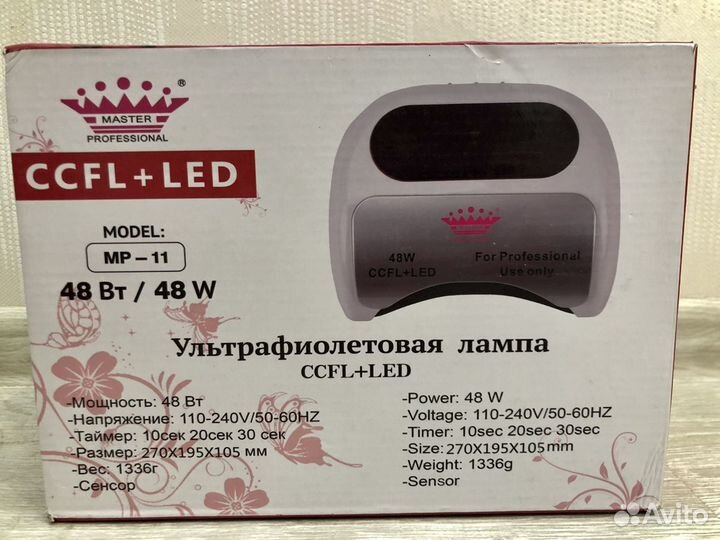 ®
MASTER
PROFESSIONAL
CCFL+LED
MODEL:
MP – 11
48 Вт / 48 W
48W
CCFL+LED
For Professional
Use only
Ультрафиолетовая лампа
CCFL+LED
-Мощность: 48 Вт
-Напряжение: 110-240V/50-60HZ
-Таймер: 10сек 20сек 30 сек
-Размер: 270X195X105 мм
-Вес: 1336г
-Сенсор
-Power: 48 W
-Voltage: 110-240V/50-60HZ
-Timer: 10sec 20sec 30sec
-Size: 270X195X105mm
-Weight: 1336g
-Sensor
Avito